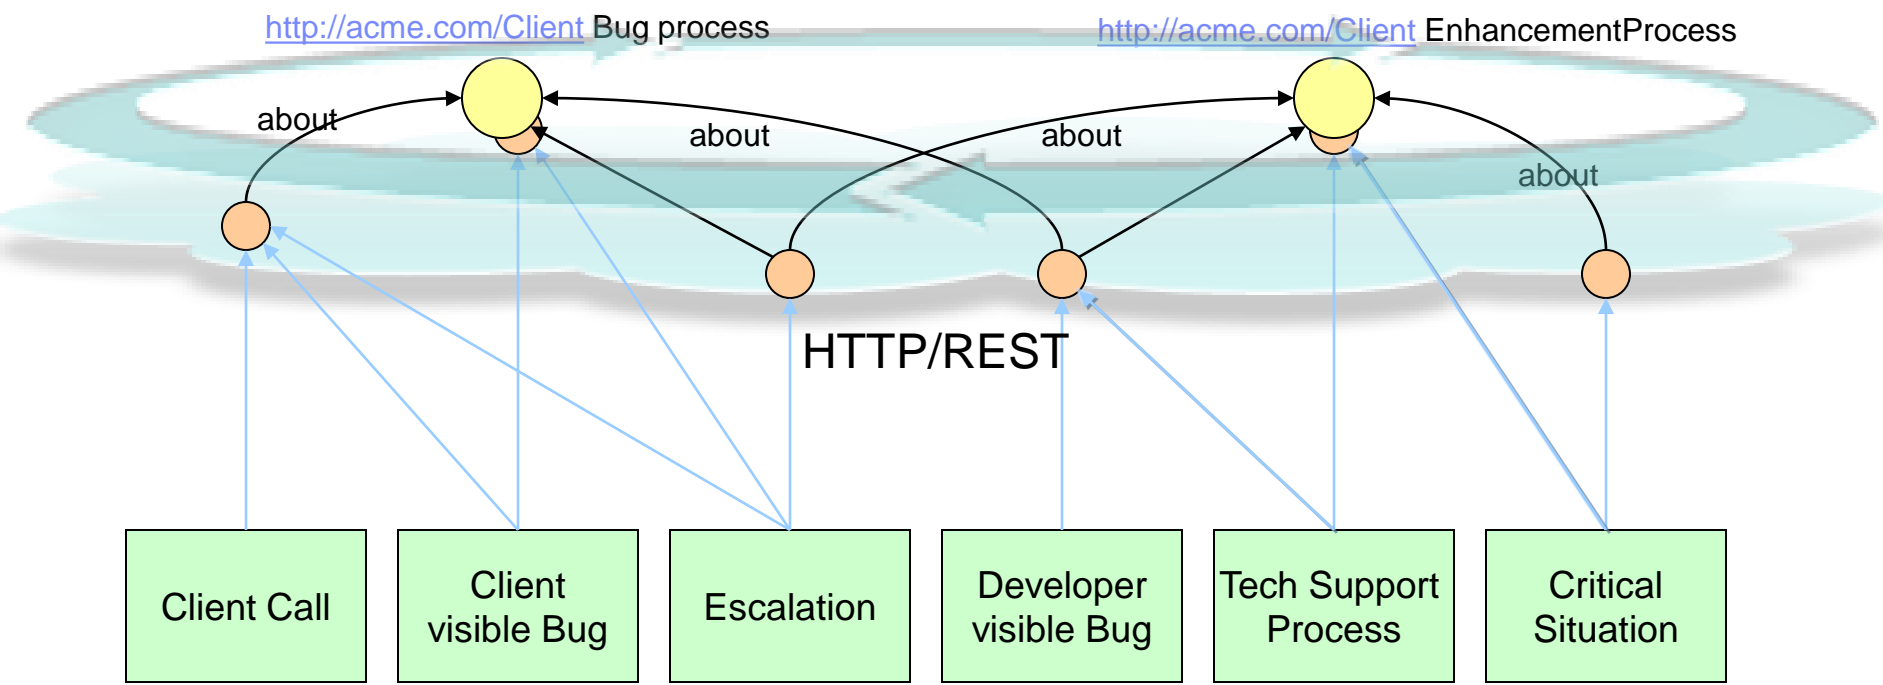 http://acme.com/Client Bug process
http://acme.com/Client EnhancementProcess
about
about
about
about
HTTP/REST
Client Call
Client
visible Bug
Escalation
Developer
visible Bug
Tech Support
Process
Critical
Situation